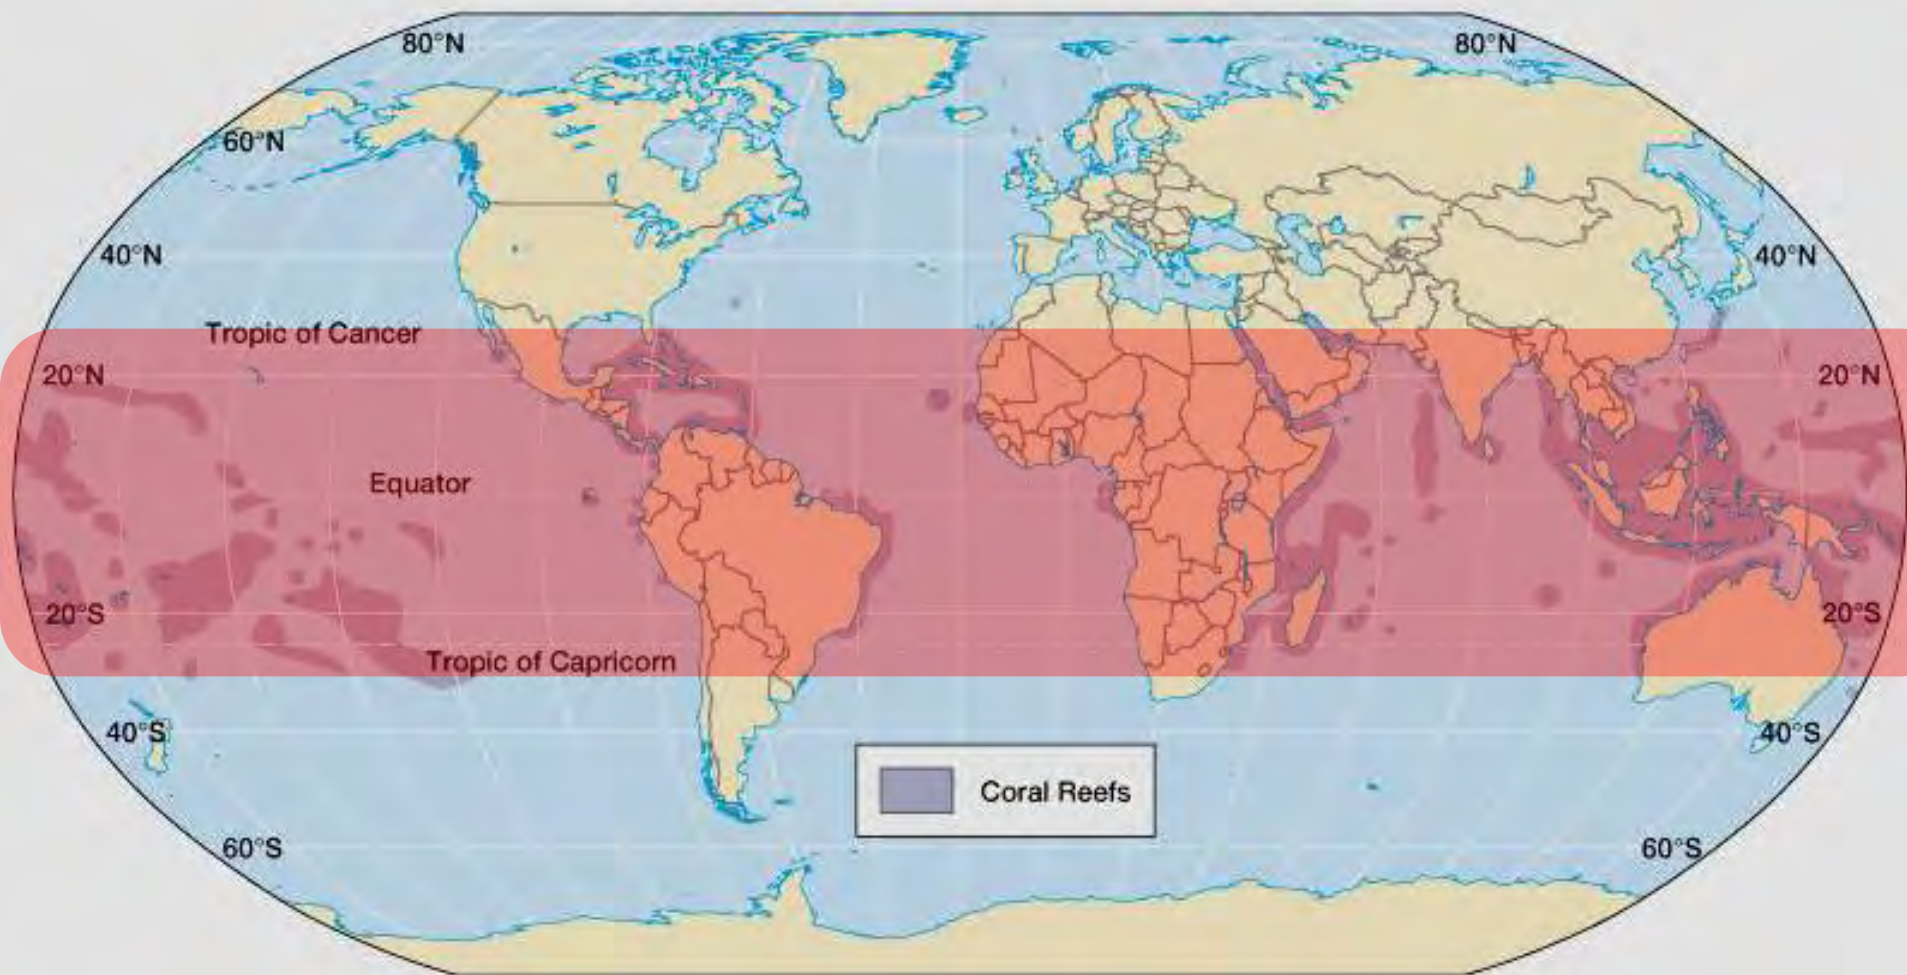 80°N 80°N
60°N
40°N 40°N
Tropic of Cancer
20°N 20°N
Equator
20°S 20°S
Tropic of Capricorn
40°S 40°S
Coral Reefs
60°S 60°S